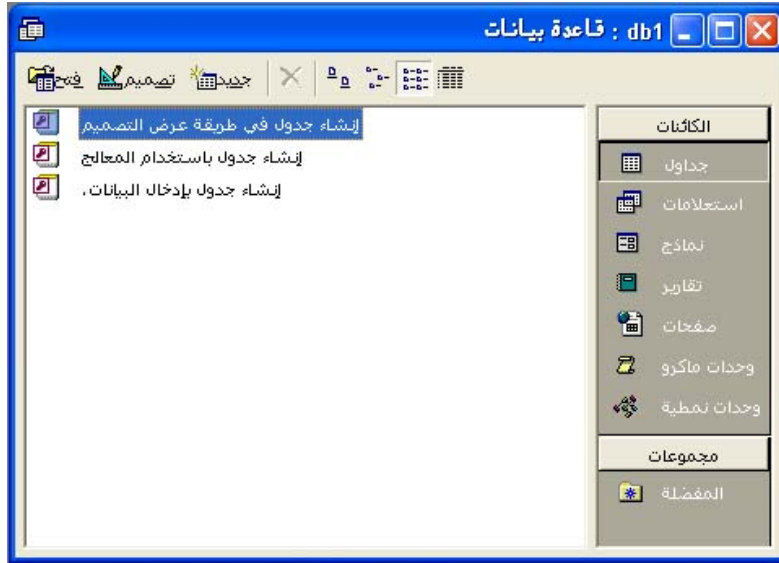 db1 : قاعدة بيانات
فتح تصميم جديد
إنشاء جدول في طريقة عرض التصميم
إنشاء جدول باستخدام المعالج
إنشاء جدول بإدخال البيانات،
الكائنات
جداول
استعلامات
نماذج
تقارير
صفحات
وحدات ماكرو
وحدات نمطية
مجموعات
المفضلة